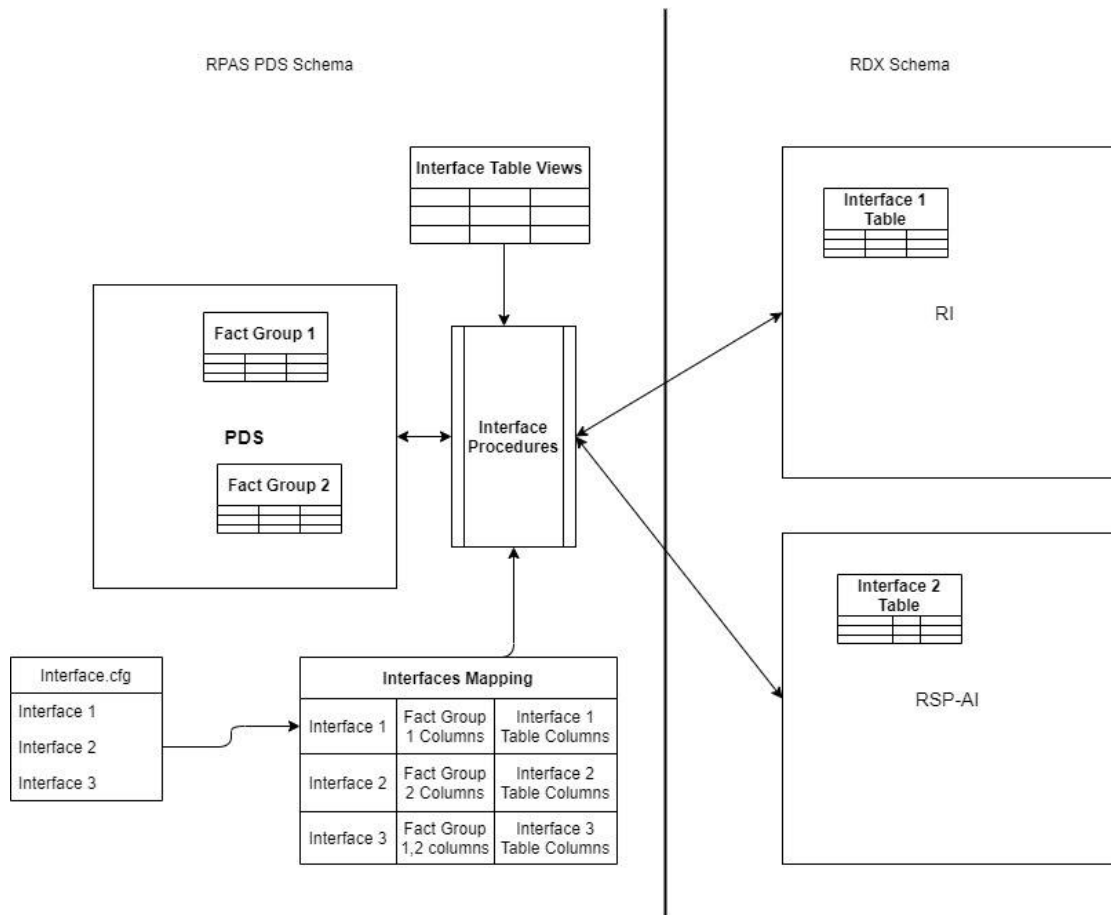 RPAS PDS Schema
RDX Schema
Interface Table Views
Interface 1
Table
RI
Fact Group 1
PDS
Fact Group 2
Interface
Procedures
Interface 2
Table
RSP-AI
Interface.cfg
Interface 1
Interface 2
Interface 3
Interfaces Mapping
Interface 1
Fact Group
1 Columns
Interface 1
Table Columns
Interface 2
Fact Group
2 Columns
Interface 2
Table Columns
Interface 3
Fact Group
1,2 columns
Interface 3
Table Columns